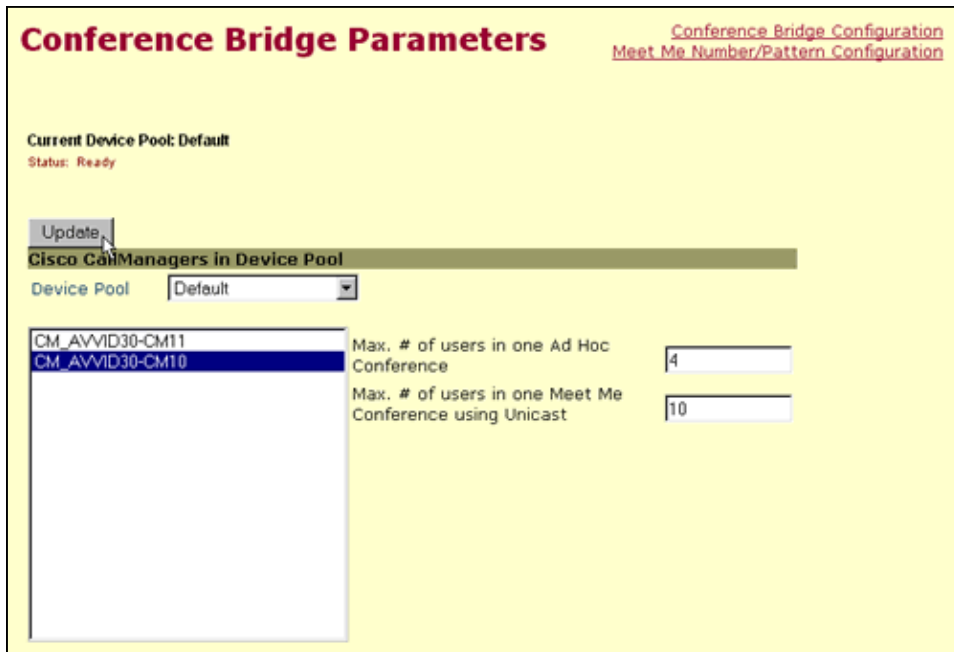 Conference Bridge Parameters
Conference Bridge Configuration
Meet Me Number/Pattern Configuration
Current Device Pool: Default
Status: Ready
Update
Cisco CallManagers in Device Pool
Device Pool
Default
CM_AVVID30-CM11
CM_AVVID30-CM10
Max. # of users in one Ad Hoc
Conference
4
Max. # of users in one Meet Me
Conference using Unicast
10